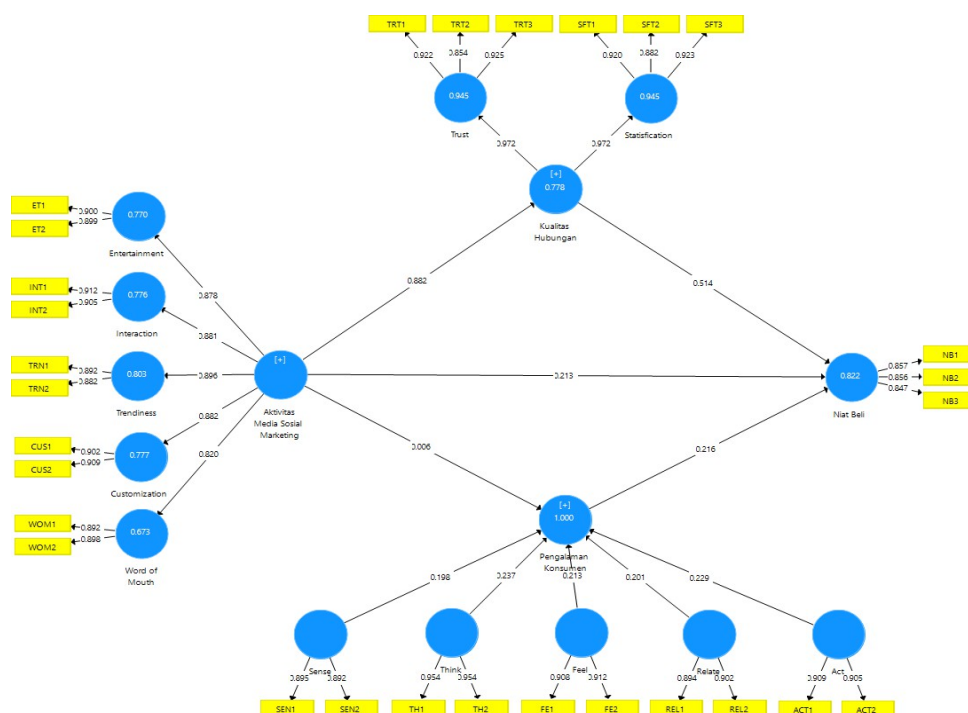 TRT1 TRT2 TRT3 SFT1 SFT2 SFT3
0.922 0.854 0.925 0.920 0.882 0.923
0.945 0.945
Trust Statisfication
0.972 0.972
[+]
0.778
Kualitas
Hubungan
ET1
0.900
ET2
0.899
0.770
Entertainment
INT1
0.912
INT2
0.905
0.776
Interaction
TRN1
0.892
TRN2
0.882
0.803
Trendiness
CUS1
0.902
CUS2
0.909
0.777
Customization
WOM1
0.892
WOM2
0.898
0.673
Word of
Mouth
0.878
0.881
0.896
0.882
0.820
[+]
Aktivitas
Media Sosial
Marketing
0.882
0.514
0.213
0.006
0.216
0.822
Niat Beli
0.857 NB1
0.856 NB2
0.847 NB3
[+]
1.000
Pengalaman
Konsumen
0.198 0.237 0.213 0.201 0.229
Sense Think Feel Relate Act
0.895 0.892 0.954 0.954 0.908 0.912 0.894 0.902 0.909 0.905
SEN1 SEN2 TH1 TH2 FE1 FE2 REL1 REL2 ACT1 ACT2